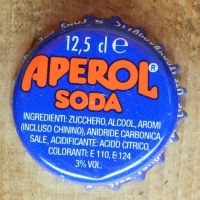 12,5 dl e
APEROL®
SODA
INGREDIENTI: ZUCCHERO, ALCOOL, AROMI
(INCLUSO CHININO), ANIDRIDE CARBONICA,
SALE, ACIDIFICANTE: ACIDO CITRICO,
COLORANTI: E 110, E 124
3% VOL.